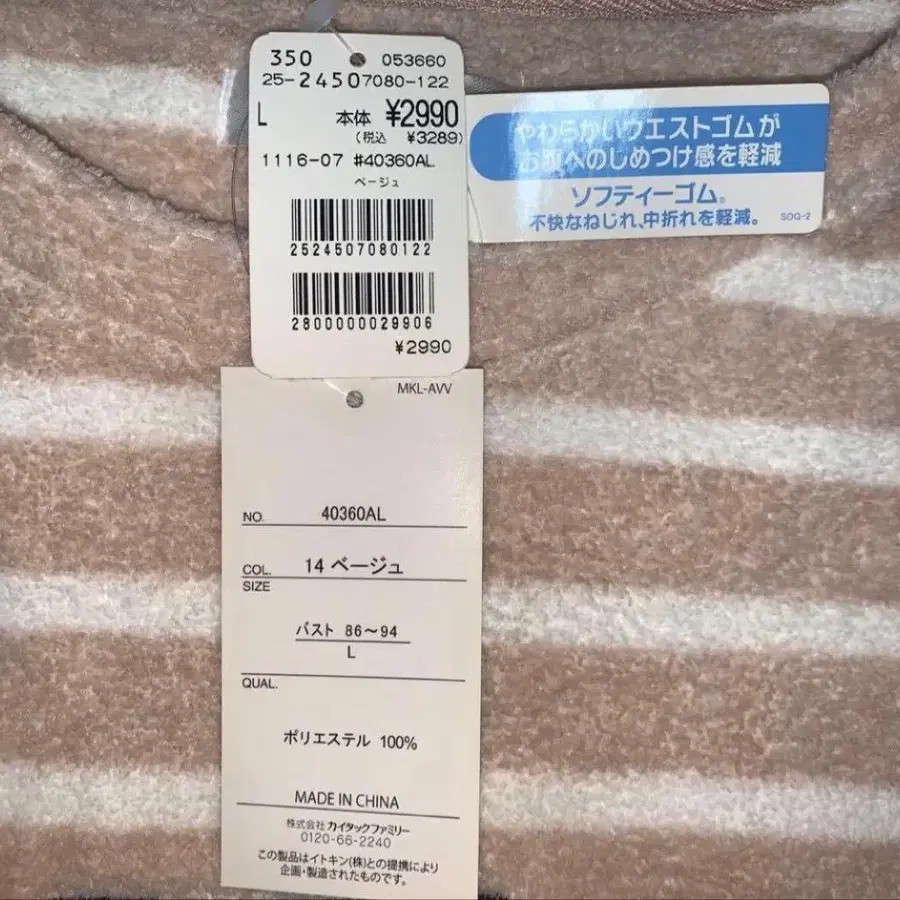 350 053660
25-24507080-122
L 本体 ¥2990
(税込 ¥3289)
1116-07 #40360AL
ベージュ
2524507080122
2800000029906
¥2990
やわらかいウエストゴムが
お腹へのしめつけ感を軽減
ソフティーゴム。
不快なねじれ、中折れを軽減。 SOG-2
MKL-AVV
NO. 40360AL
COL. 14 ベージュ
SIZE
バスト 86〜94
L
QUAL.
ポリエステル 100%
MADE IN CHINA
株式会社 カイタックファミリー
0120-66-2240
この製品はイトキン(株)との提携により
企画・製造されたものです。